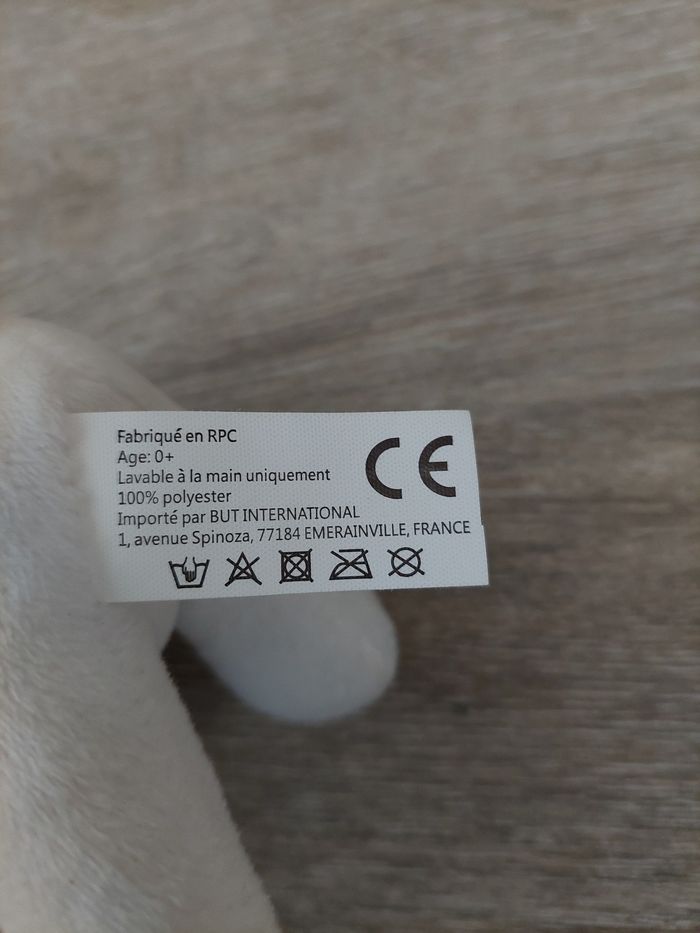 Fabriqué en RPC
Age: 0+
Lavable à la main uniquement
100% polyester
Importé par BUT INTERNATIONAL
1, avenue Spinoza, 77184 EMERAINVILLE, FRANCE
CE